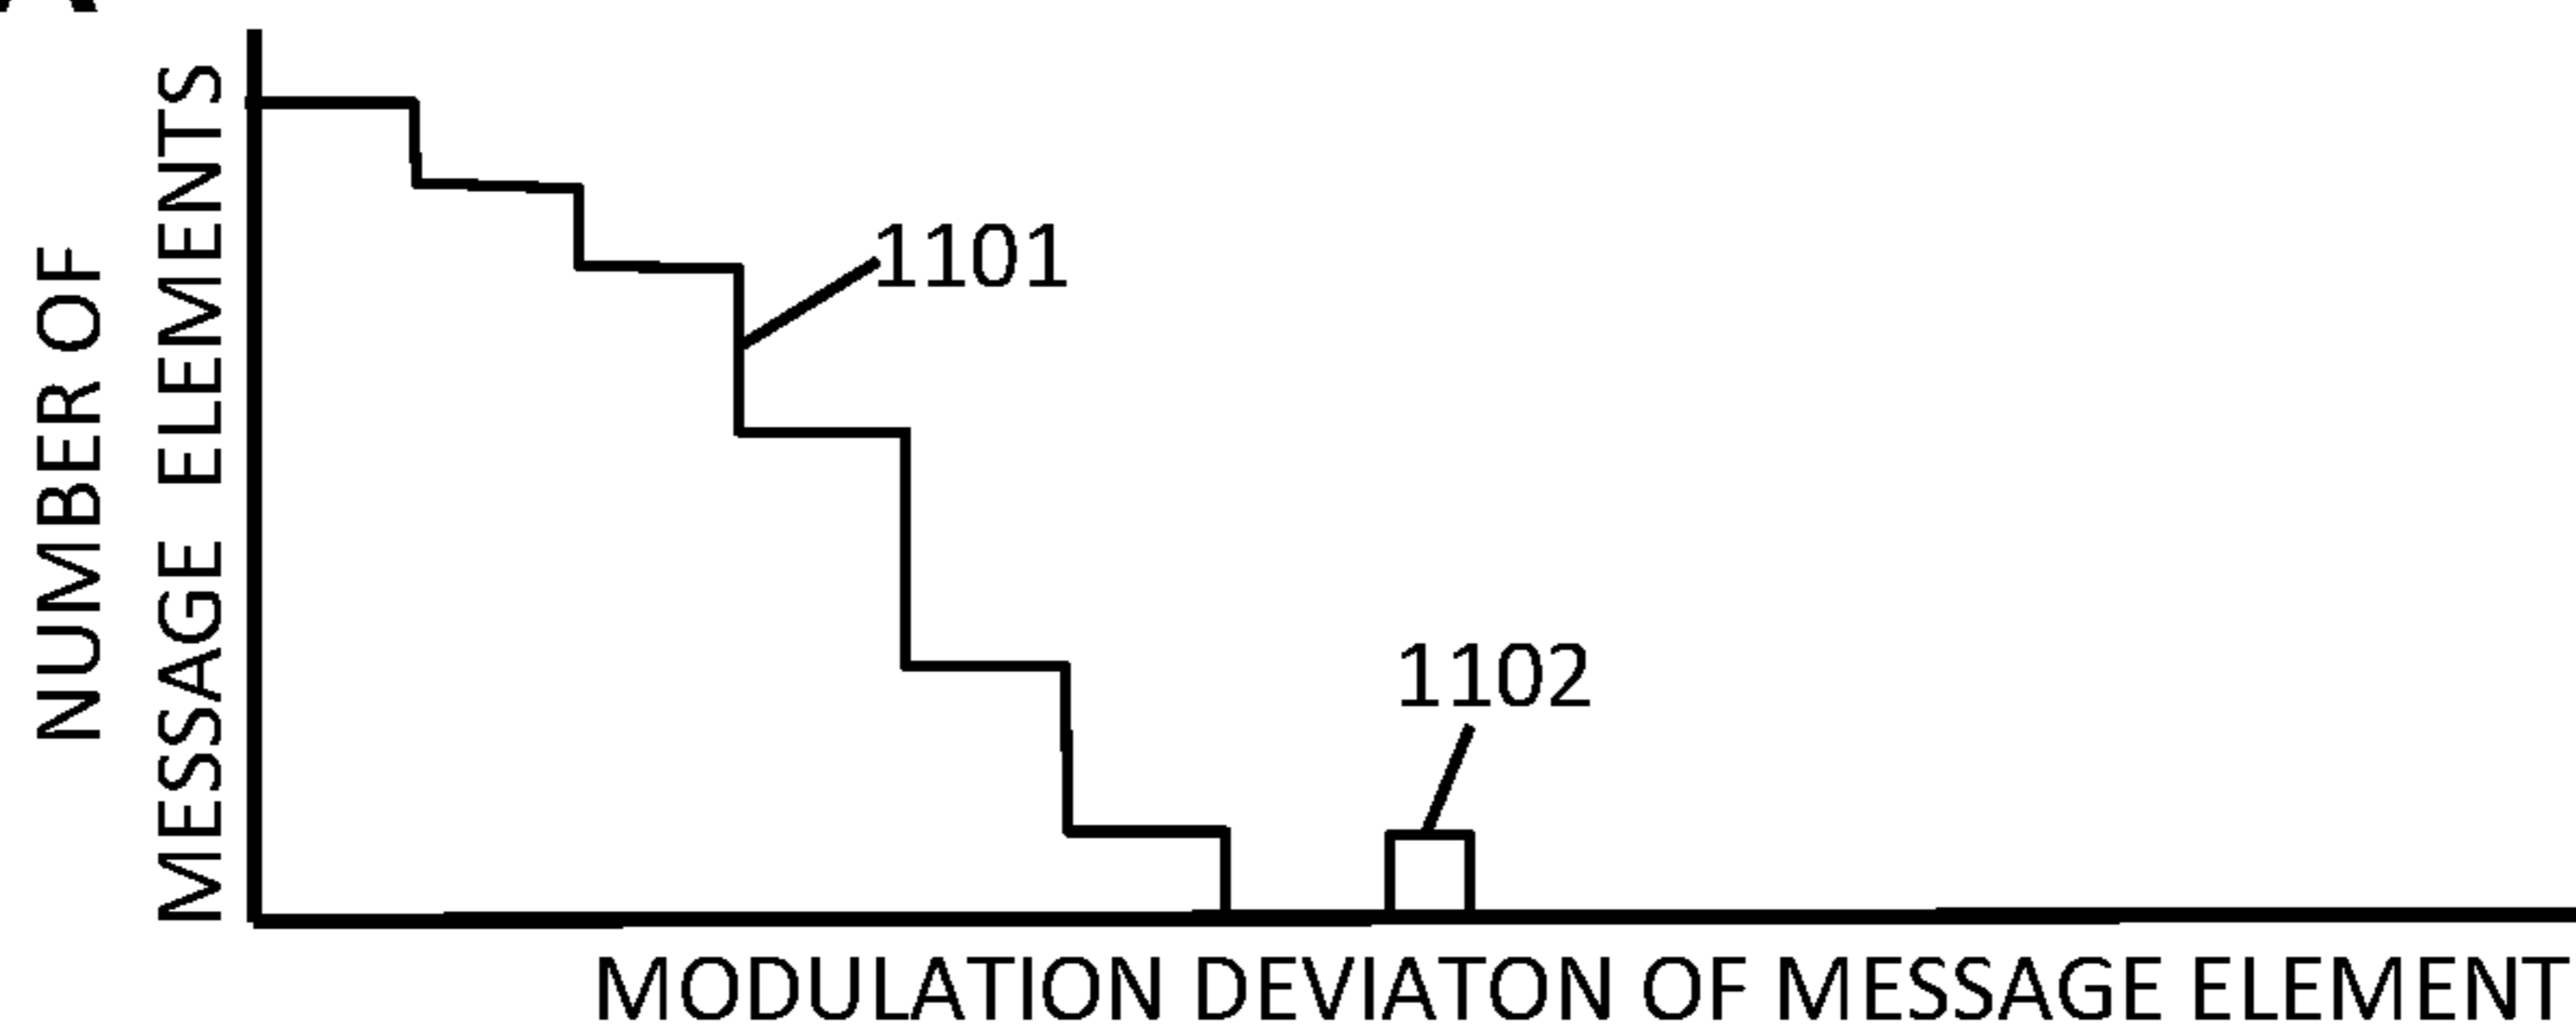 NUMBER OF
MESSAGE ELEMENTS
1101
1102
MODULATION DEVIATON OF MESSAGE ELEMENT